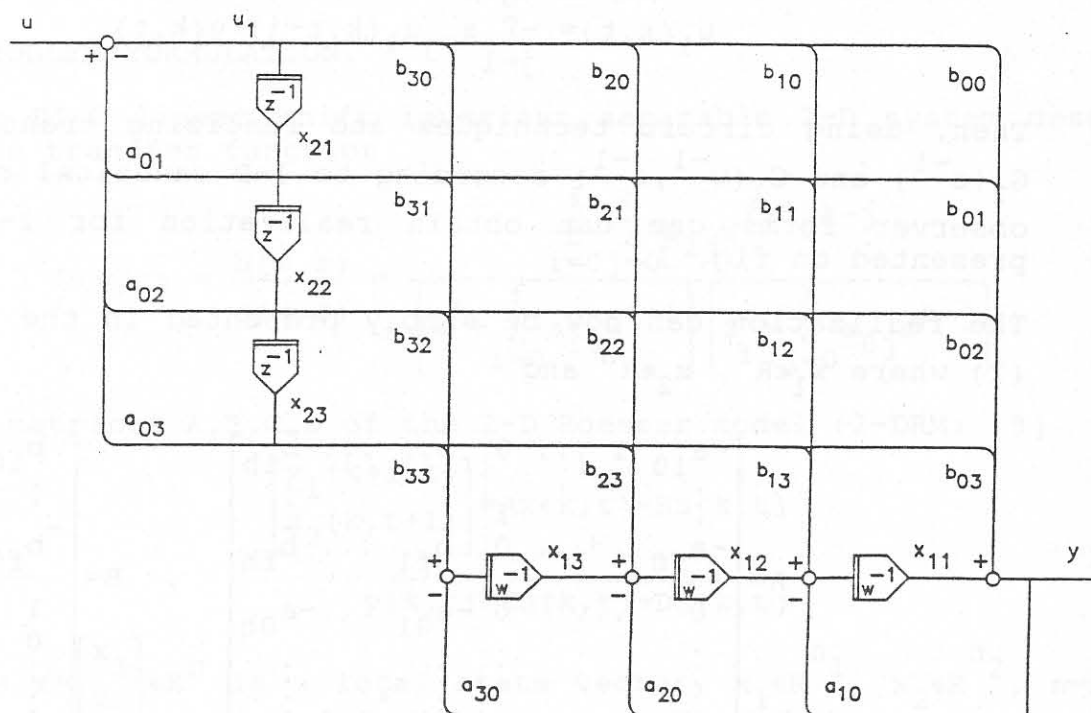 u u₁
+ −
b₃₀ b₂₀ b₁₀ b₀₀
z⁻¹
x₂₁
a₀₁
b₃₁ b₂₁ b₁₁ b₀₁
z⁻¹
x₂₂
a₀₂
b₃₂ b₂₂ b₁₂ b₀₂
z⁻¹
x₂₃
a₀₃
b₃₃ b₂₃ b₁₃ b₀₃
+ w⁻¹ x₁₃ + w⁻¹ x₁₂ + w⁻¹ x₁₁ + y
− − −
a₃₀ a₂₀ a₁₀